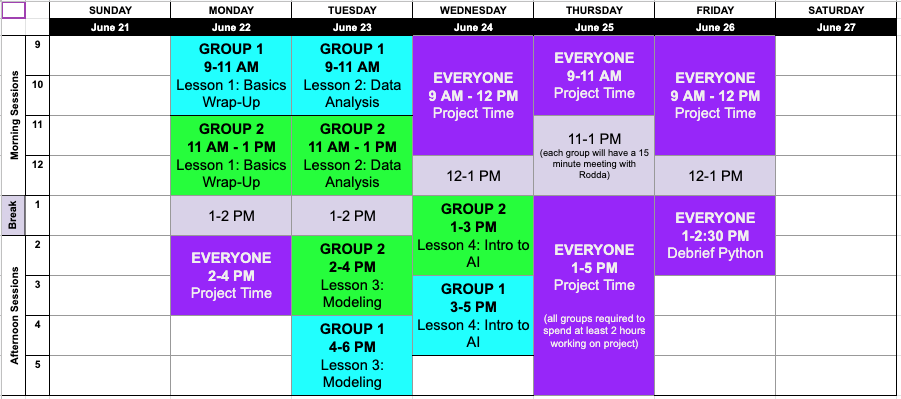 SUNDAY MONDAY TUESDAY WEDNESDAY THURSDAY FRIDAY SATURDAY
June 21 June 22 June 23 June 24 June 25 June 26 June 27
Morning Sessions
9
10
11
12
Break
1
Afternoon Sessions
2
3
4
5
GROUP 1
9-11 AM
Lesson 1: Basics
Wrap-Up
GROUP 2
11 AM - 1 PM
Lesson 1: Basics
Wrap-Up
1-2 PM
EVERYONE
2-4 PM
Project Time
GROUP 1
9-11 AM
Lesson 2: Data
Analysis
GROUP 2
11 AM - 1 PM
Lesson 2: Data
Analysis
1-2 PM
GROUP 2
2-4 PM
Lesson 3:
Modeling
GROUP 1
4-6 PM
Lesson 3:
Modeling
EVERYONE
9 AM - 12 PM
Project Time
12-1 PM
GROUP 2
1-3 PM
Lesson 4: Intro to
AI
GROUP 1
3-5 PM
Lesson 4: Intro to
AI
EVERYONE
9-11 AM
Project Time
11-1 PM
(each group will have a 15
minute meeting with
Rodda)
EVERYONE
1-5 PM
Project Time
(all groups required to
spend at least 2 hours
working on project)
EVERYONE
9 AM - 12 PM
Project Time
12-1 PM
EVERYONE
1-2:30 PM
Debrief Python